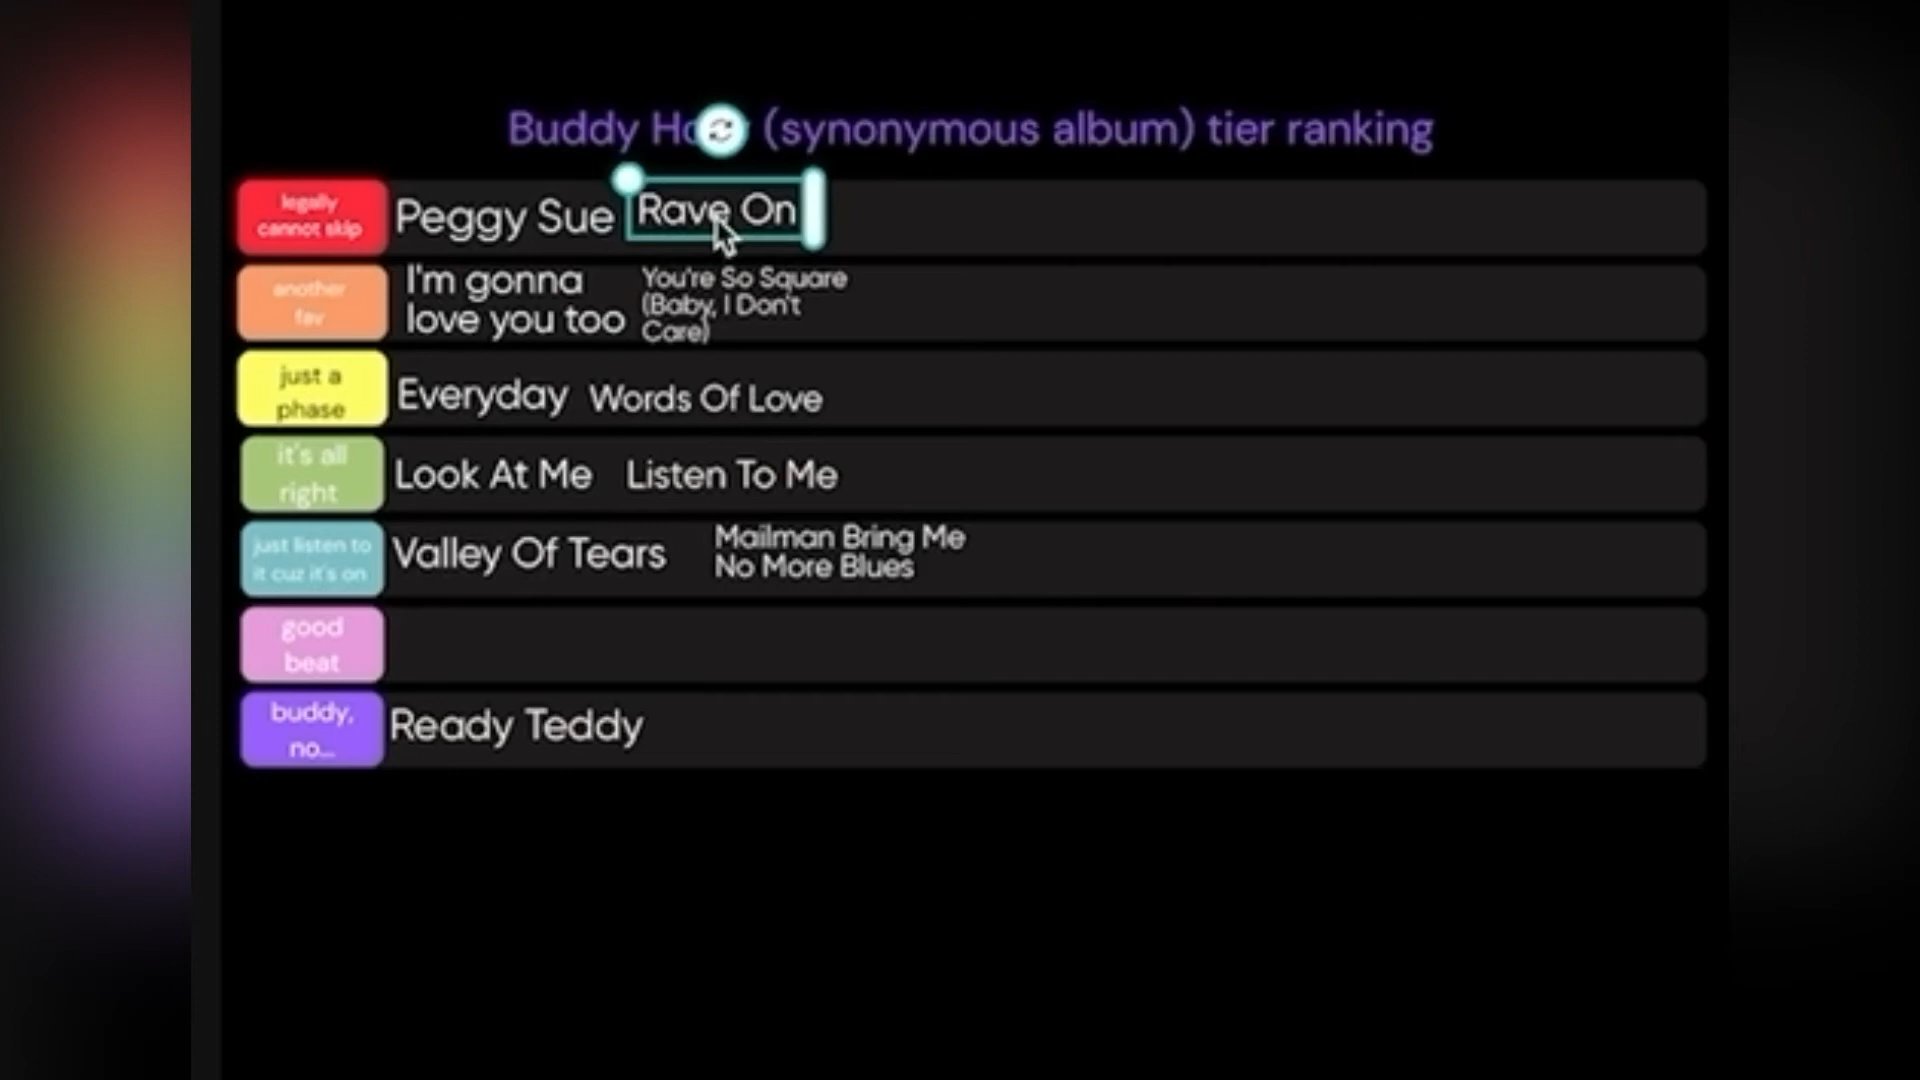 Buddy Ho (synonymous album) tier ranking
legally
cannot skip
Peggy Sue
Rave On
another
fav
I'm gonna
love you too
You're So Square
(Baby, I Don't
Care)
just a
phase
Everyday
Words Of Love
it's all
right
Look At Me
Listen To Me
just listen to
it cuz it's on
Valley Of Tears
Mailman Bring Me
No More Blues
good
beat
buddy,
no...
Ready Teddy